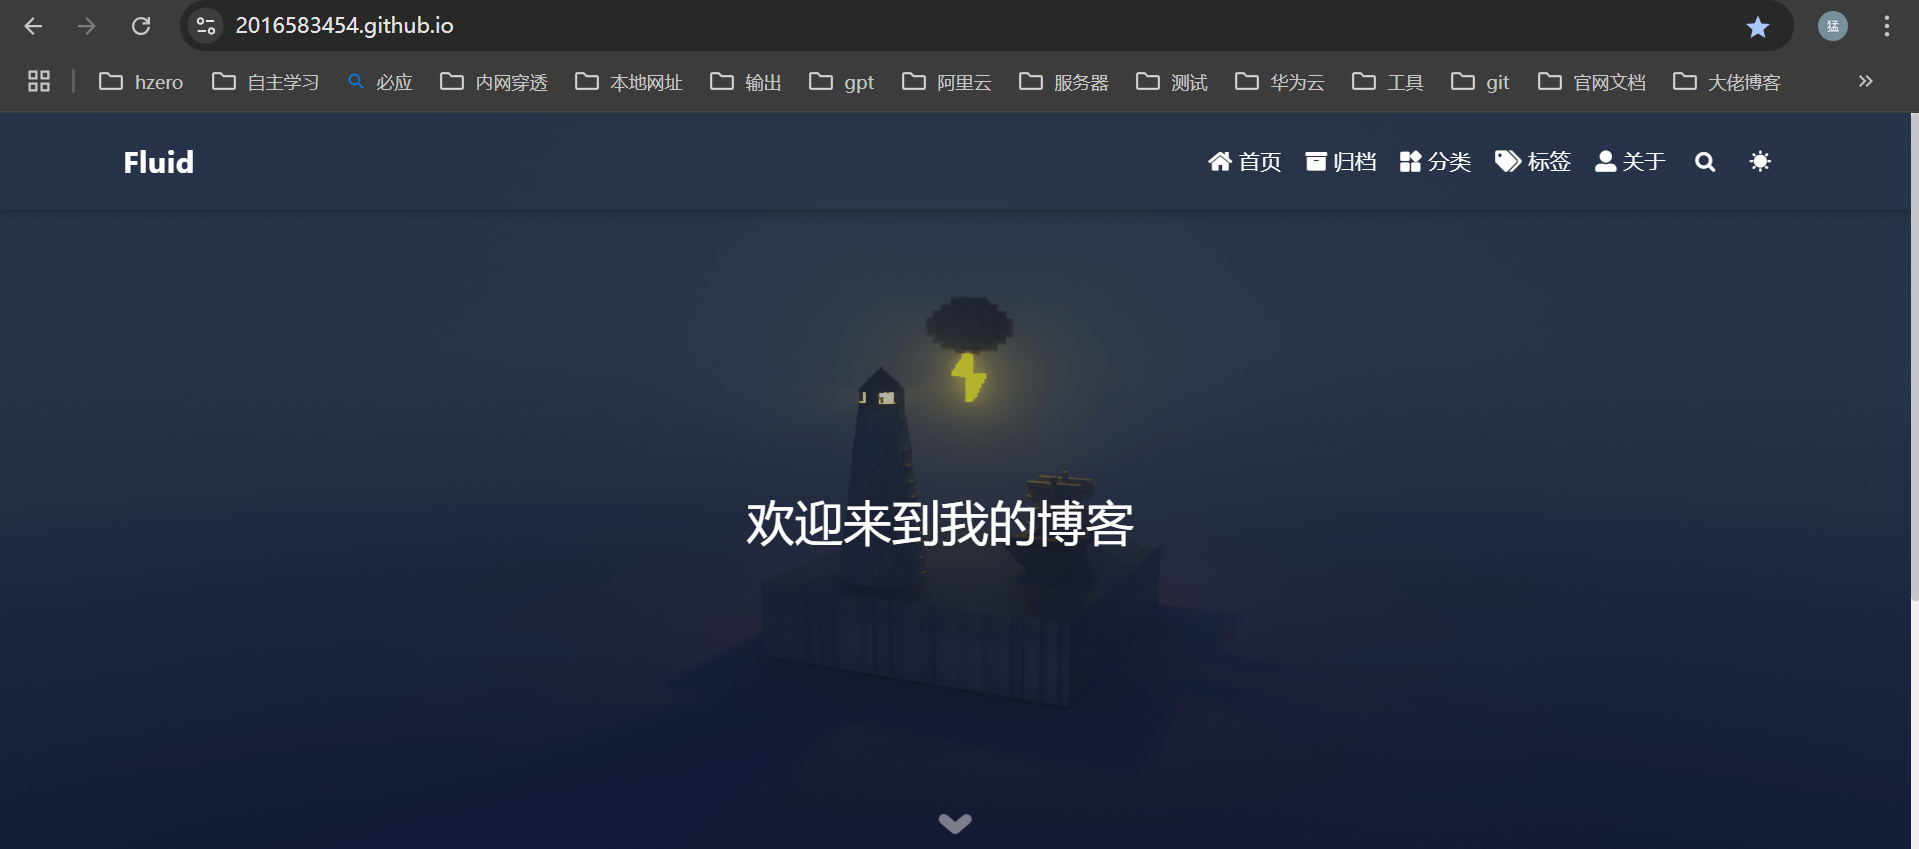 2016583454.github.io
猛
hzero 自主学习 必应 内网穿透 本地网址 输出 gpt 阿里云 服务器 测试 华为云 工具 git 官网文档 大佬博客
Fluid 首页 归档 分类 标签 关于
欢迎来到我的博客